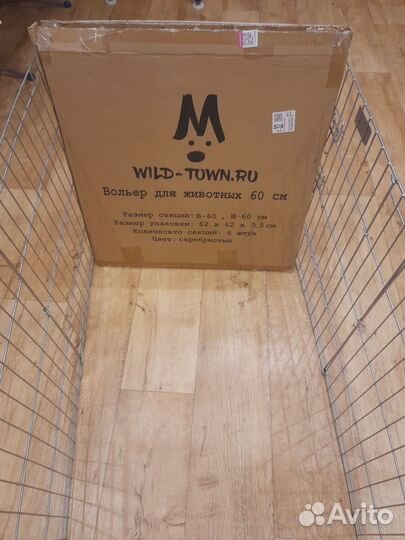 M
WILD-TOWN.RU
Вольер для животных 60 см
Размер секции: В-60 , Ш-60 см
Размер упаковки: 62 х 62 х 5.5 см
Количество секций: 6 штук
Цвет: серебристый
Avito